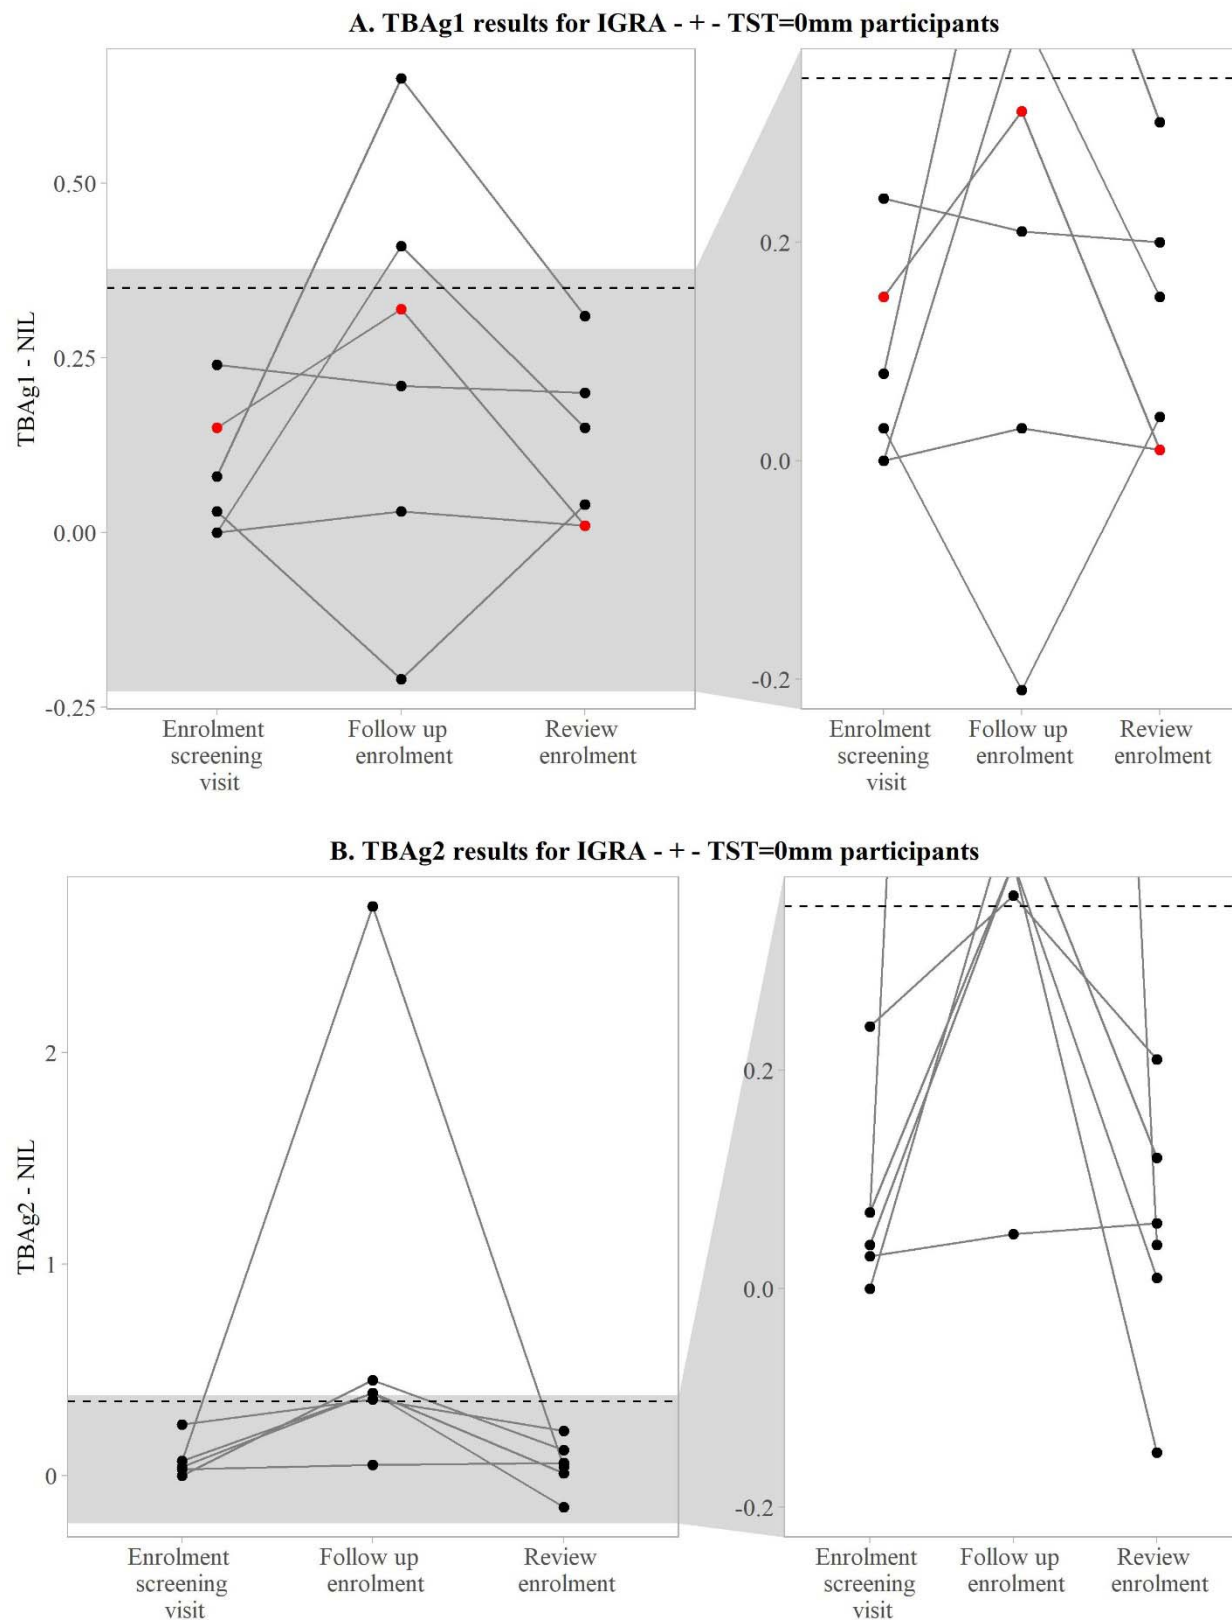 A. TBAg1 results for IGRA - + - TST=0mm participants
TBAg1 - NIL
0.50
0.25
0.00
-0.25
Enrolment
screening
visit
Follow up
enrolment
Review
enrolment
0.2
0.0
-0.2
Enrolment
screening
visit
Follow up
enrolment
Review
enrolment
B. TBAg2 results for IGRA - + - TST=0mm participants
TBAg2 - NIL
2
1
0
Enrolment
screening
visit
Follow up
enrolment
Review
enrolment
0.2
0.0
-0.2
Enrolment
screening
visit
Follow up
enrolment
Review
enrolment